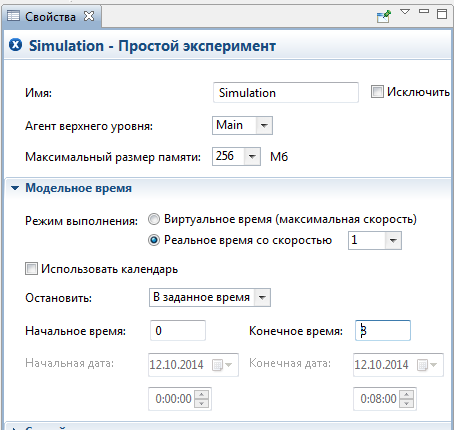 Свойства
Simulation - Простой эксперимент
Имя: Simulation Исключить
Агент верхнего уровня: Main
Максимальный размер памяти: 256 Мб
Модельное время
Режим выполнения: Виртуальное время (максимальная скорость)
Реальное время со скоростью 1
Использовать календарь
Остановить: В заданное время
Начальное время: 0 Конечное время: 8
Начальная дата: 12.10.2014 Конечная дата: 12.10.2014
0:00:00 0:08:00